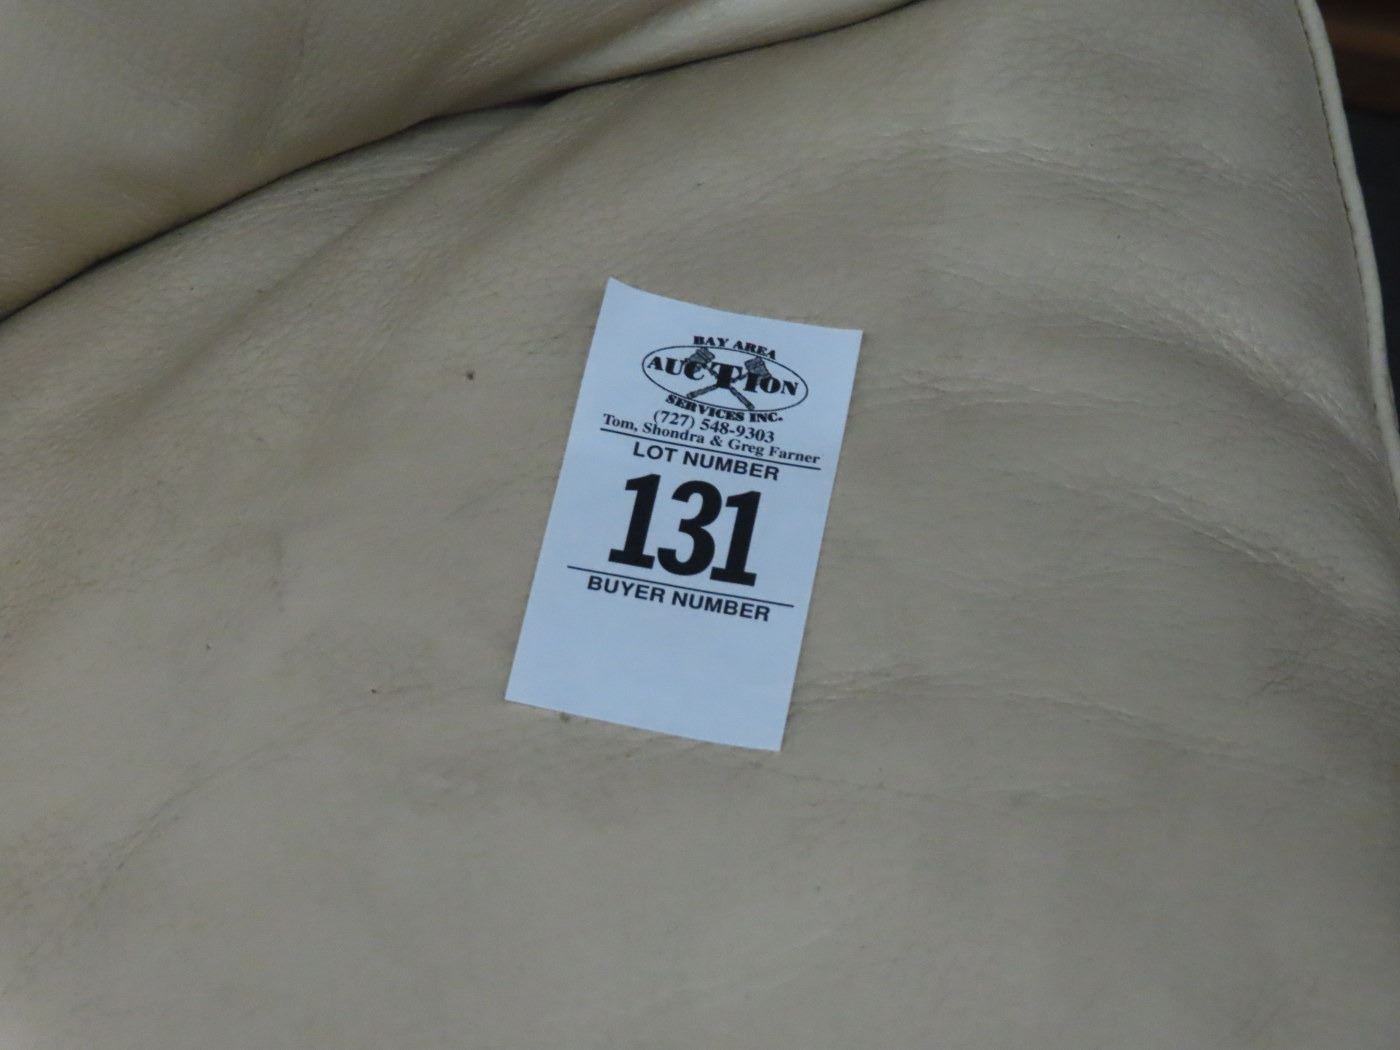 BAY AREA
AUCTION
SERVICES INC.
(727) 548-9303
Tom, Shondra & Greg Farner
LOT NUMBER
131
BUYER NUMBER